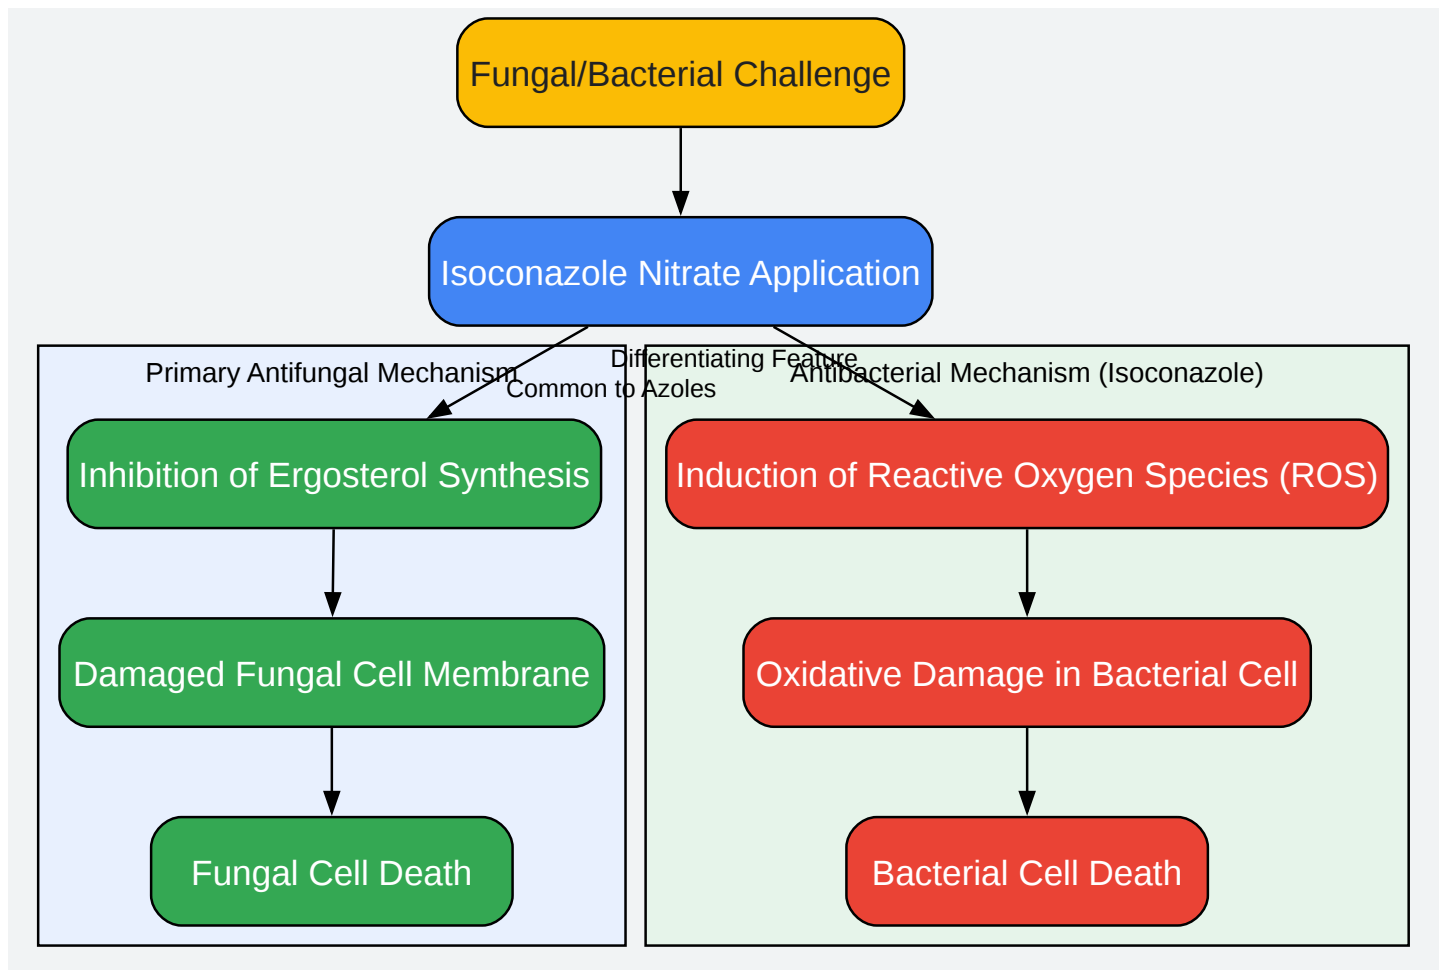 Fungal/Bacterial Challenge
Isoconazole Nitrate Application
Differentiating Feature
Primary Antifungal Mechanism
Antibacterial Mechanism (Isoconazole)
Common to Azoles
Inhibition of Ergosterol Synthesis
Induction of Reactive Oxygen Species (ROS)
Damaged Fungal Cell Membrane
Oxidative Damage in Bacterial Cell
Fungal Cell Death
Bacterial Cell Death